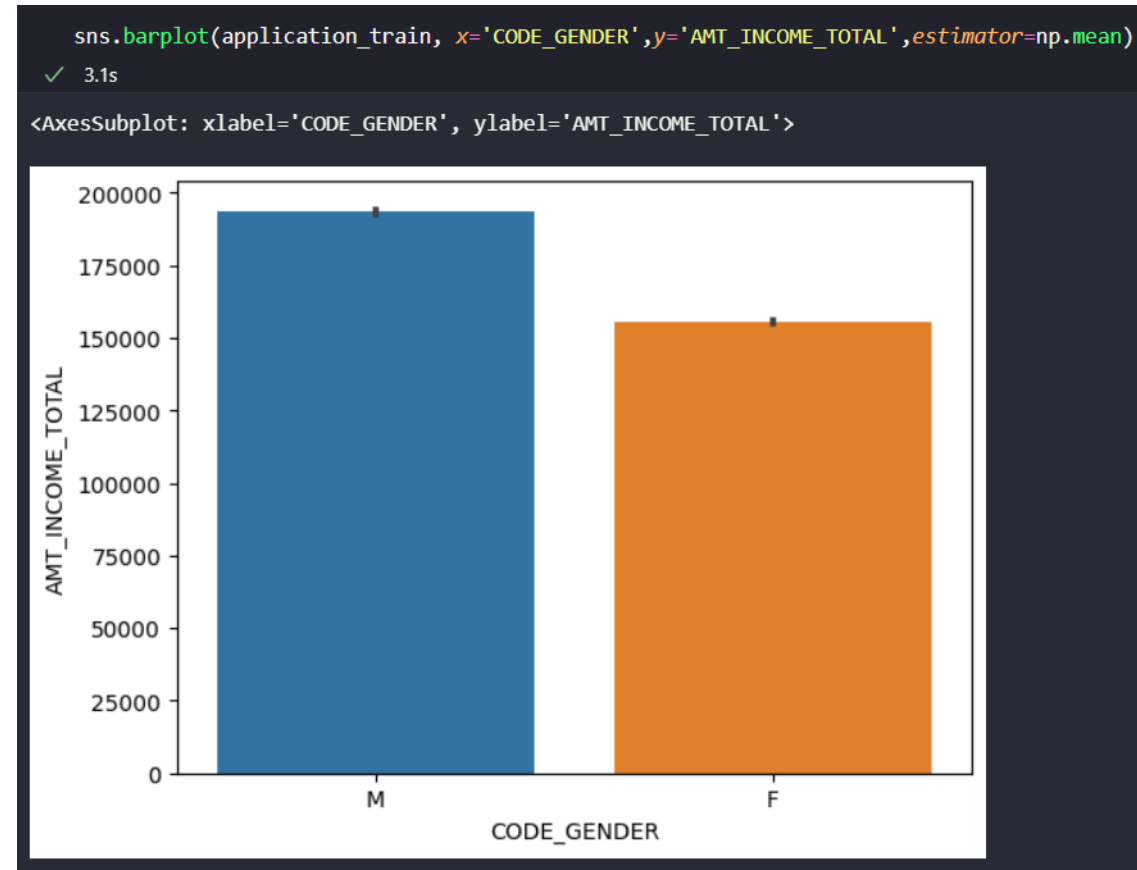 sns.barplot(application_train, x='CODE_GENDER',y='AMT_INCOME_TOTAL',estimator=np.mean)
✓ 3.1s
<AxesSubplot: xlabel='CODE_GENDER', ylabel='AMT_INCOME_TOTAL'>
200000
175000
150000
125000
100000
75000
50000
25000
0
AMT_INCOME_TOTAL
M F
CODE_GENDER